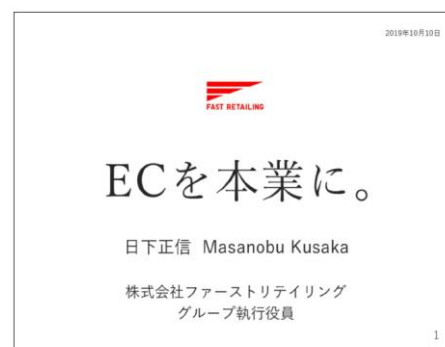 2019年10月10日
FAST RETAILING
ECを本業に。
日下正信 Masanobu Kusaka
株式会社ファーストリテイリング
グループ執行役員
1